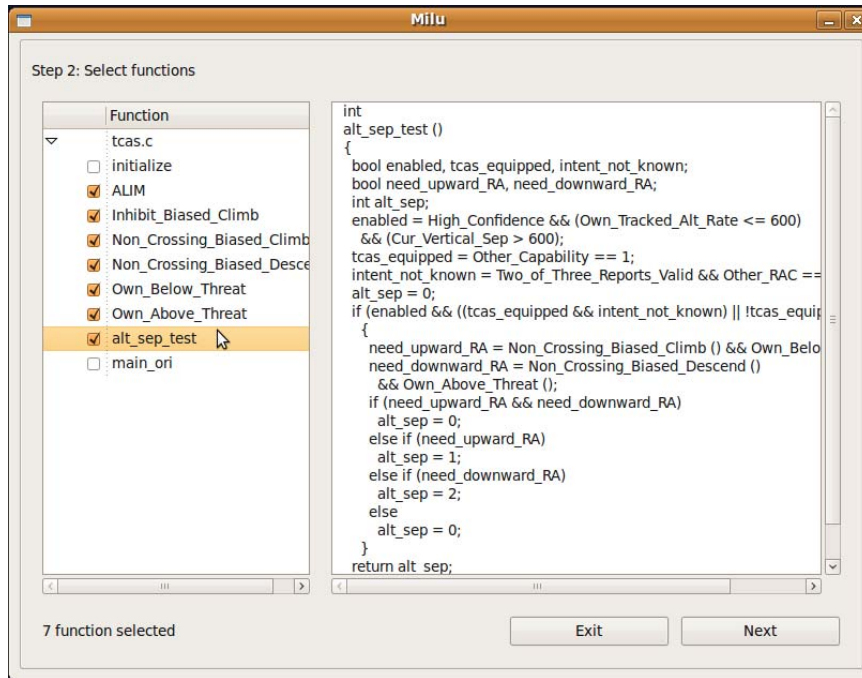 Milu
Step 2: Select functions
Function
tcas.c
initialize
ALIM
Inhibit_Biased_Climb
Non_Crossing_Biased_Climb
Non_Crossing_Biased_Desce
Own_Below_Threat
Own_Above_Threat
alt_sep_test
main_ori
int
alt_sep_test ()
{
bool enabled, tcas_equipped, intent_not_known;
bool need_upward_RA, need_downward_RA;
int alt_sep;
enabled = High_Confidence && (Own_Tracked_Alt_Rate <= 600)
&& (Cur_Vertical_Sep > 600);
tcas_equipped = Other_Capability == 1;
intent_not_known = Two_of_Three_Reports_Valid && Other_RAC ==
alt_sep = 0;
if (enabled && ((tcas_equipped && intent_not_known) || !tcas_equip
{
need_upward_RA = Non_Crossing_Biased_Climb () && Own_Belo
need_downward_RA = Non_Crossing_Biased_Descend ()
&& Own_Above_Threat ();
if (need_upward_RA && need_downward_RA)
alt_sep = 0;
else if (need_upward_RA)
alt_sep = 1;
else if (need_downward_RA)
alt_sep = 2;
else
alt_sep = 0;
}
return alt_sep;
7 function selected
Exit
Next